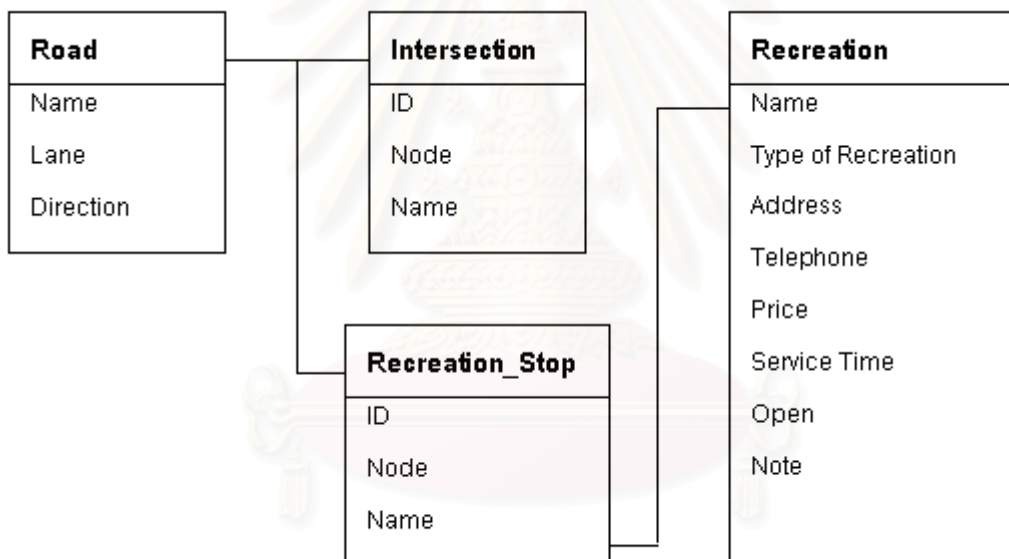 Road
Name
Lane
Direction
Intersection
ID
Node
Name
Recreation
Name
Type of Recreation
Address
Telephone
Price
Service Time
Open
Note
Recreation_Stop
ID
Node
Name